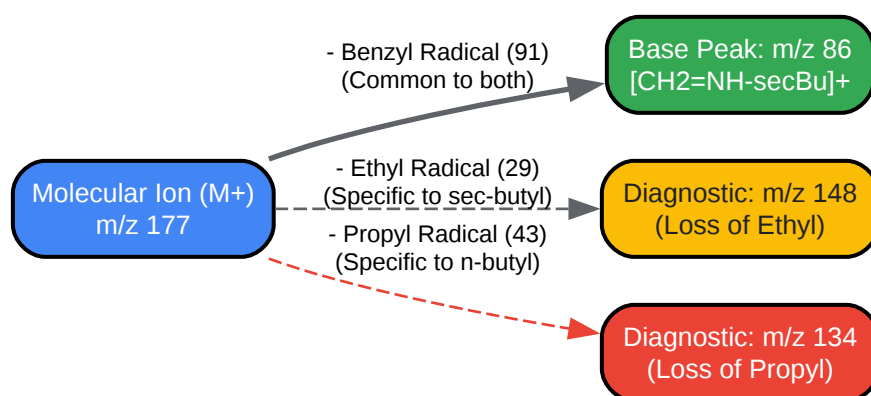 - Benzyl Radical (91)
(Common to both)
Base Peak: m/z 86
[CH2=NH-secBu]+
Molecular Ion (M+)
m/z 177
- Ethyl Radical (29)
(Specific to sec-butyl)
Diagnostic: m/z 148
(Loss of Ethyl)
- Propyl Radical (43)
(Specific to n-butyl)
Diagnostic: m/z 134
(Loss of Propyl)